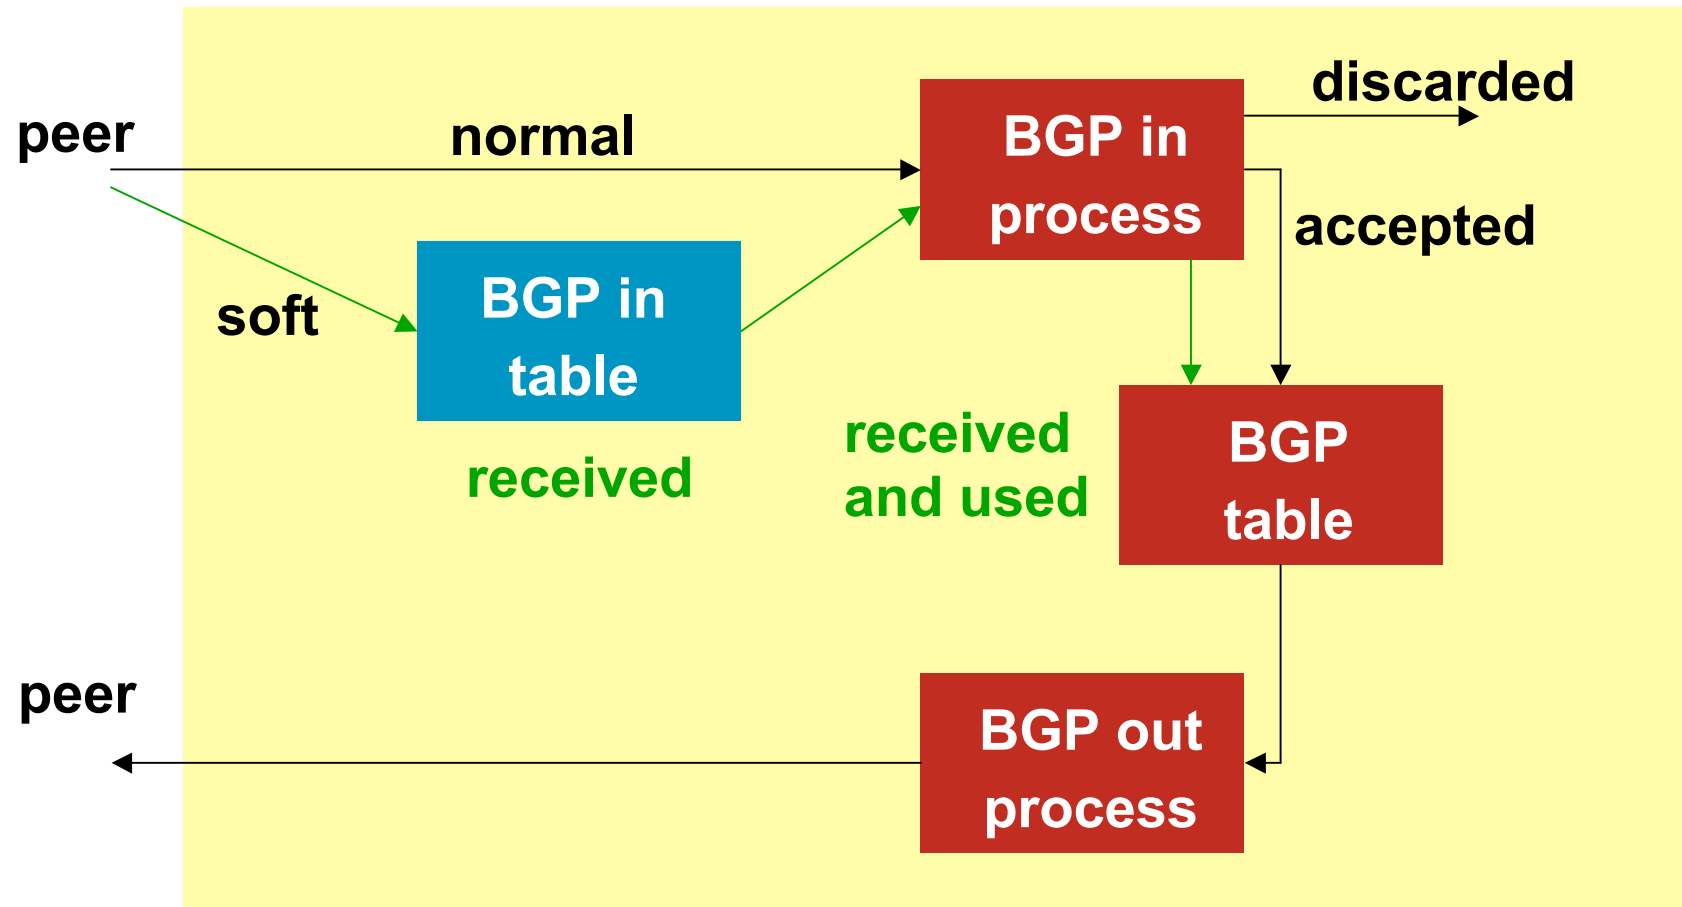 peer
normal
BGP in
process
discarded
accepted
soft
BGP in
table
received
received
and used
BGP
table
peer
BGP out
process